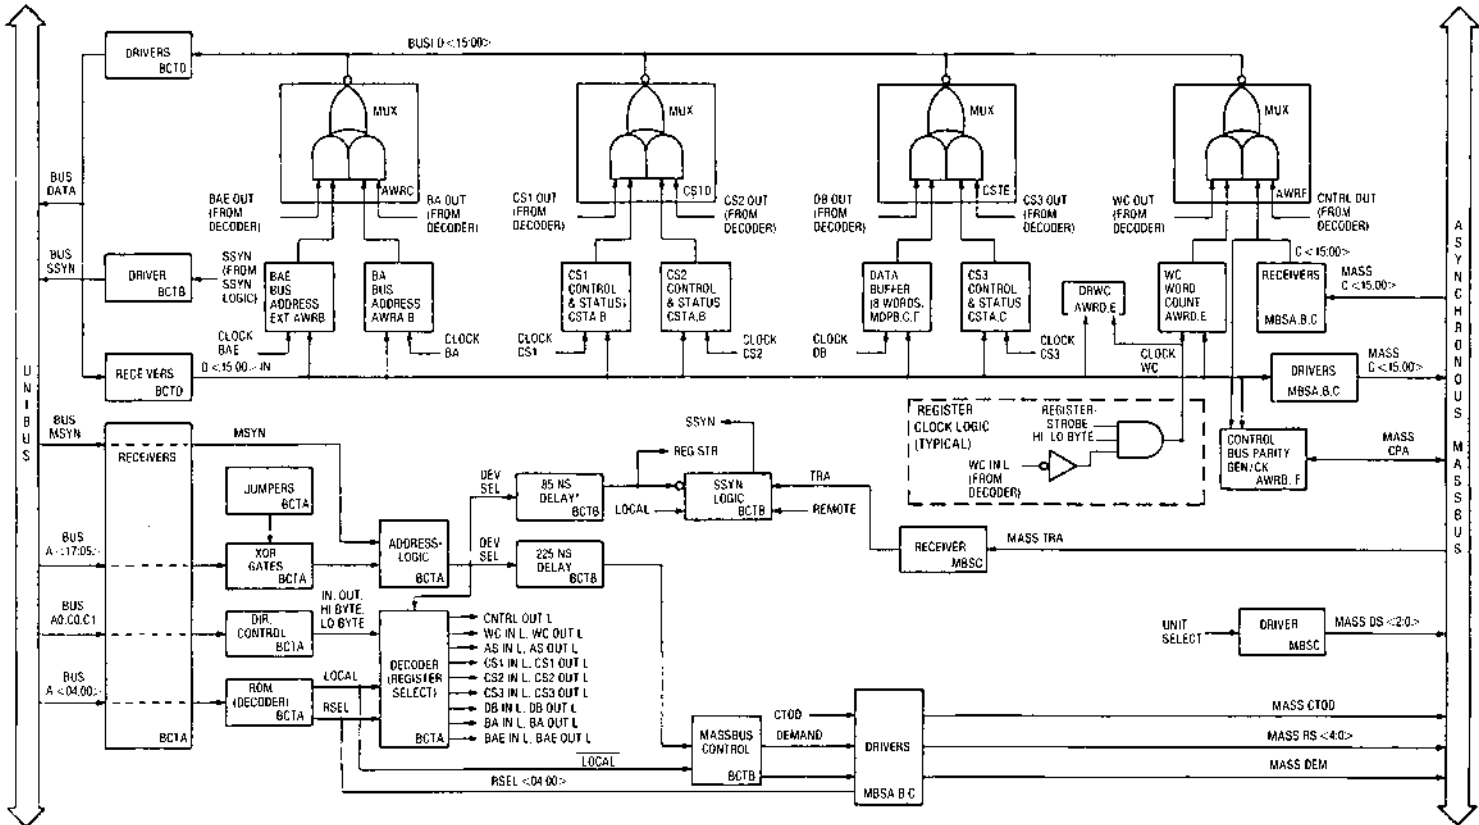 DRIVERS
BCTD
BUSI D <15:00>
MUX
AWRC
MUX
CSTD
MUX
CSTE
MUX
AWRF
BUS
DATA
BAE OUT
(FROM
DECODER)
BA OUT
(FROM
DECODER)
CS1 OUT
(FROM
DECODER)
CS2 OUT
(FROM
DECODER)
DB OUT
(FROM
DECODER)
CS3 OUT
(FROM
DECODER)
WC OUT
(FROM
DECODER)
CNTRL OUT
(FROM
DECODER)
C <15:00>
BUS
SSYN
DRIVER
BCTB
SSYN
(FROM
SSYN
LOGIC)
BAE
BUS
ADDRESS
EXT AWRB
BA
BUS
ADDRESS
AWRA B
CS1
CONTROL
& STATUS
CSTA, B
CS2
CONTROL
& STATUS
CSTA, B
DATA
BUFFER
(8 WORDS,
MDPB, C, F
CS3
CONTROL
& STATUS
CSTA, C
DRWC
AWRD, E
WC
WORD
COUNT
AWRD, E
RECEIVERS
MBSA, B, C
MASS
C <15:00>
CLOCK
BAE
CLOCK
BA
CLOCK
CS1
CLOCK
CS2
CLOCK
DB
CLOCK
CS3
CLOCK
WC
RECEIVERS
BCTD
D <15:00> IN
DRIVERS
MBSA, B, C
MASS
C <15:00>
UNIBUS
ASYNCHRONOUS MASSBUS
BUS
MSYN
RECEIVERS
BCTA
MSYN
JUMPERS
BCTA
BUS
A <17:05>
XOR
GATES
BCTA
ADDRESS
LOGIC
BCTA
DEV
SEL
85 NS
DELAY*
BCTB
REG STR
SSYN
LOCAL
SSYN
LOGIC
BCTB
TRA
REMOTE
REGISTER
CLOCK LOGIC
(TYPICAL)
REGISTER-
STROBE
HI LO BYTE
WC IN L
(FROM
DECODER)
CONTROL
BUS PARITY
GEN/CK
AWRB, F
MASS
CPA
DEV
SEL
225 NS
DELAY
BCTB
RECEIVER
MBSC
MASS TRA
BUS
A0,C0,C1
DIR.
CONTROL
BCTA
IN, OUT,
HI BYTE,
LO BYTE
DECODER
(REGISTER
SELECT)
BCTA
CNTRL OUT L
WC IN L, WC OUT L
AS IN L, AS OUT L
CS1 IN L, CS1 OUT L
CS2 IN L, CS2 OUT L
CS3 IN L, CS3 OUT L
DB IN L, DB OUT L
BA IN L, BA OUT L
BAE IN L, BAE OUT L
UNIT
SELECT
DRIVER
MBSC
MASS DS <2:0>
BUS
A <04:00>
ROM
(DECODER)
BCTA
LOCAL
RSEL
LOCAL
RSEL <04:00>
MASSBUS
CONTROL
BCTB
CTOD
DEMAND
DRIVERS
MBSA, B, C
MASS CTOD
MASS RS <4:0>
MASS DEM